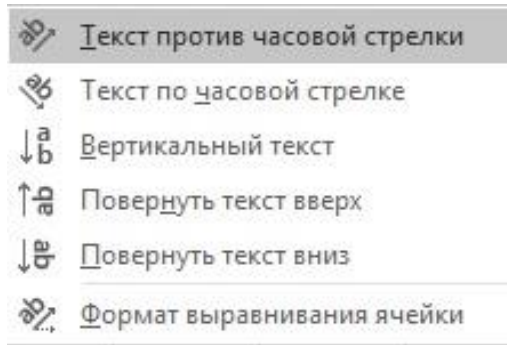 Текст против часовой стрелки
Текст по часовой стрелке
Вертикальный текст
Повернуть текст вверх
Повернуть текст вниз
Формат выравнивания ячейки